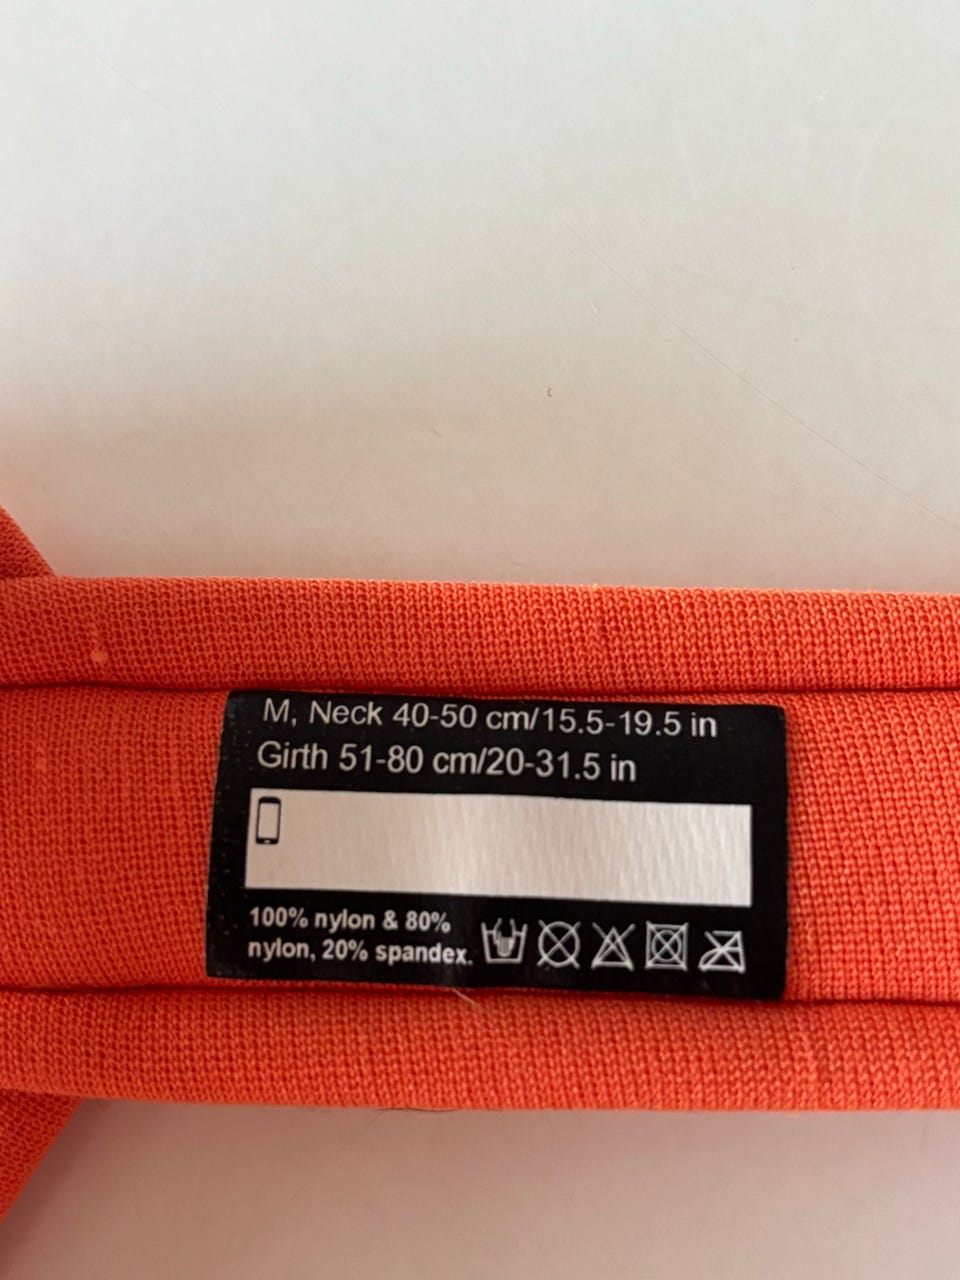 M, Neck 40-50 cm/15.5-19.5 in
Girth 51-80 cm/20-31.5 in
100% nylon & 80%
nylon, 20% spandex.